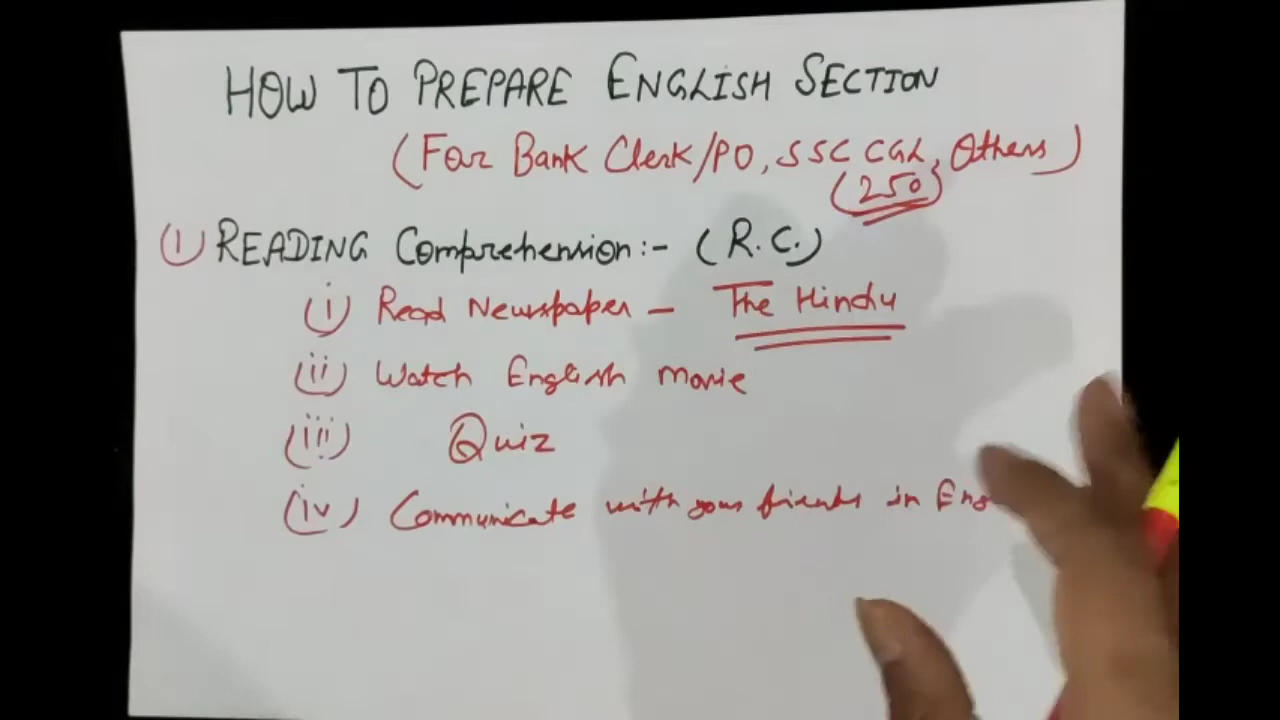 HOW TO PREPARE ENGLISH SECTION
(For Bank Clerk/PO, SSC CGL, Others)
(250)
(1) READING Comprehension:- (R.C.)
(i) Read Newspaper - The Hindu
(ii) Watch English movie
(iii) Quiz
(iv) Communicate with your friends in Eng